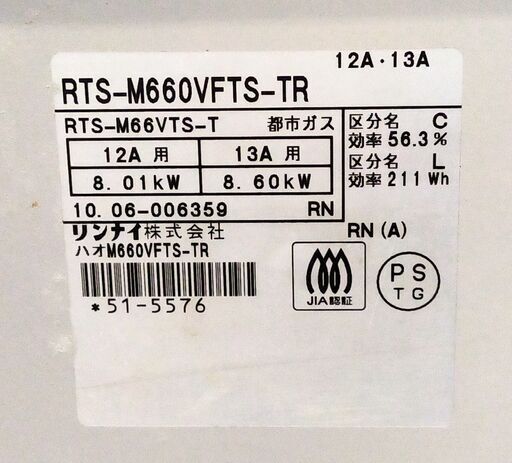 12A・13A
RTS-M660VFTS-TR
RTS-M66VTS-T 都市ガス
12A 用 13A 用
8.01kW 8.60kW
10.06-006359 RN
区分名 C
効率 56.3%
区分名 L
効率 211Wh
リンナイ株式会社
RN(A)
ハオM660VFTS-TR
*51-5576
JIA認証
PS
TG